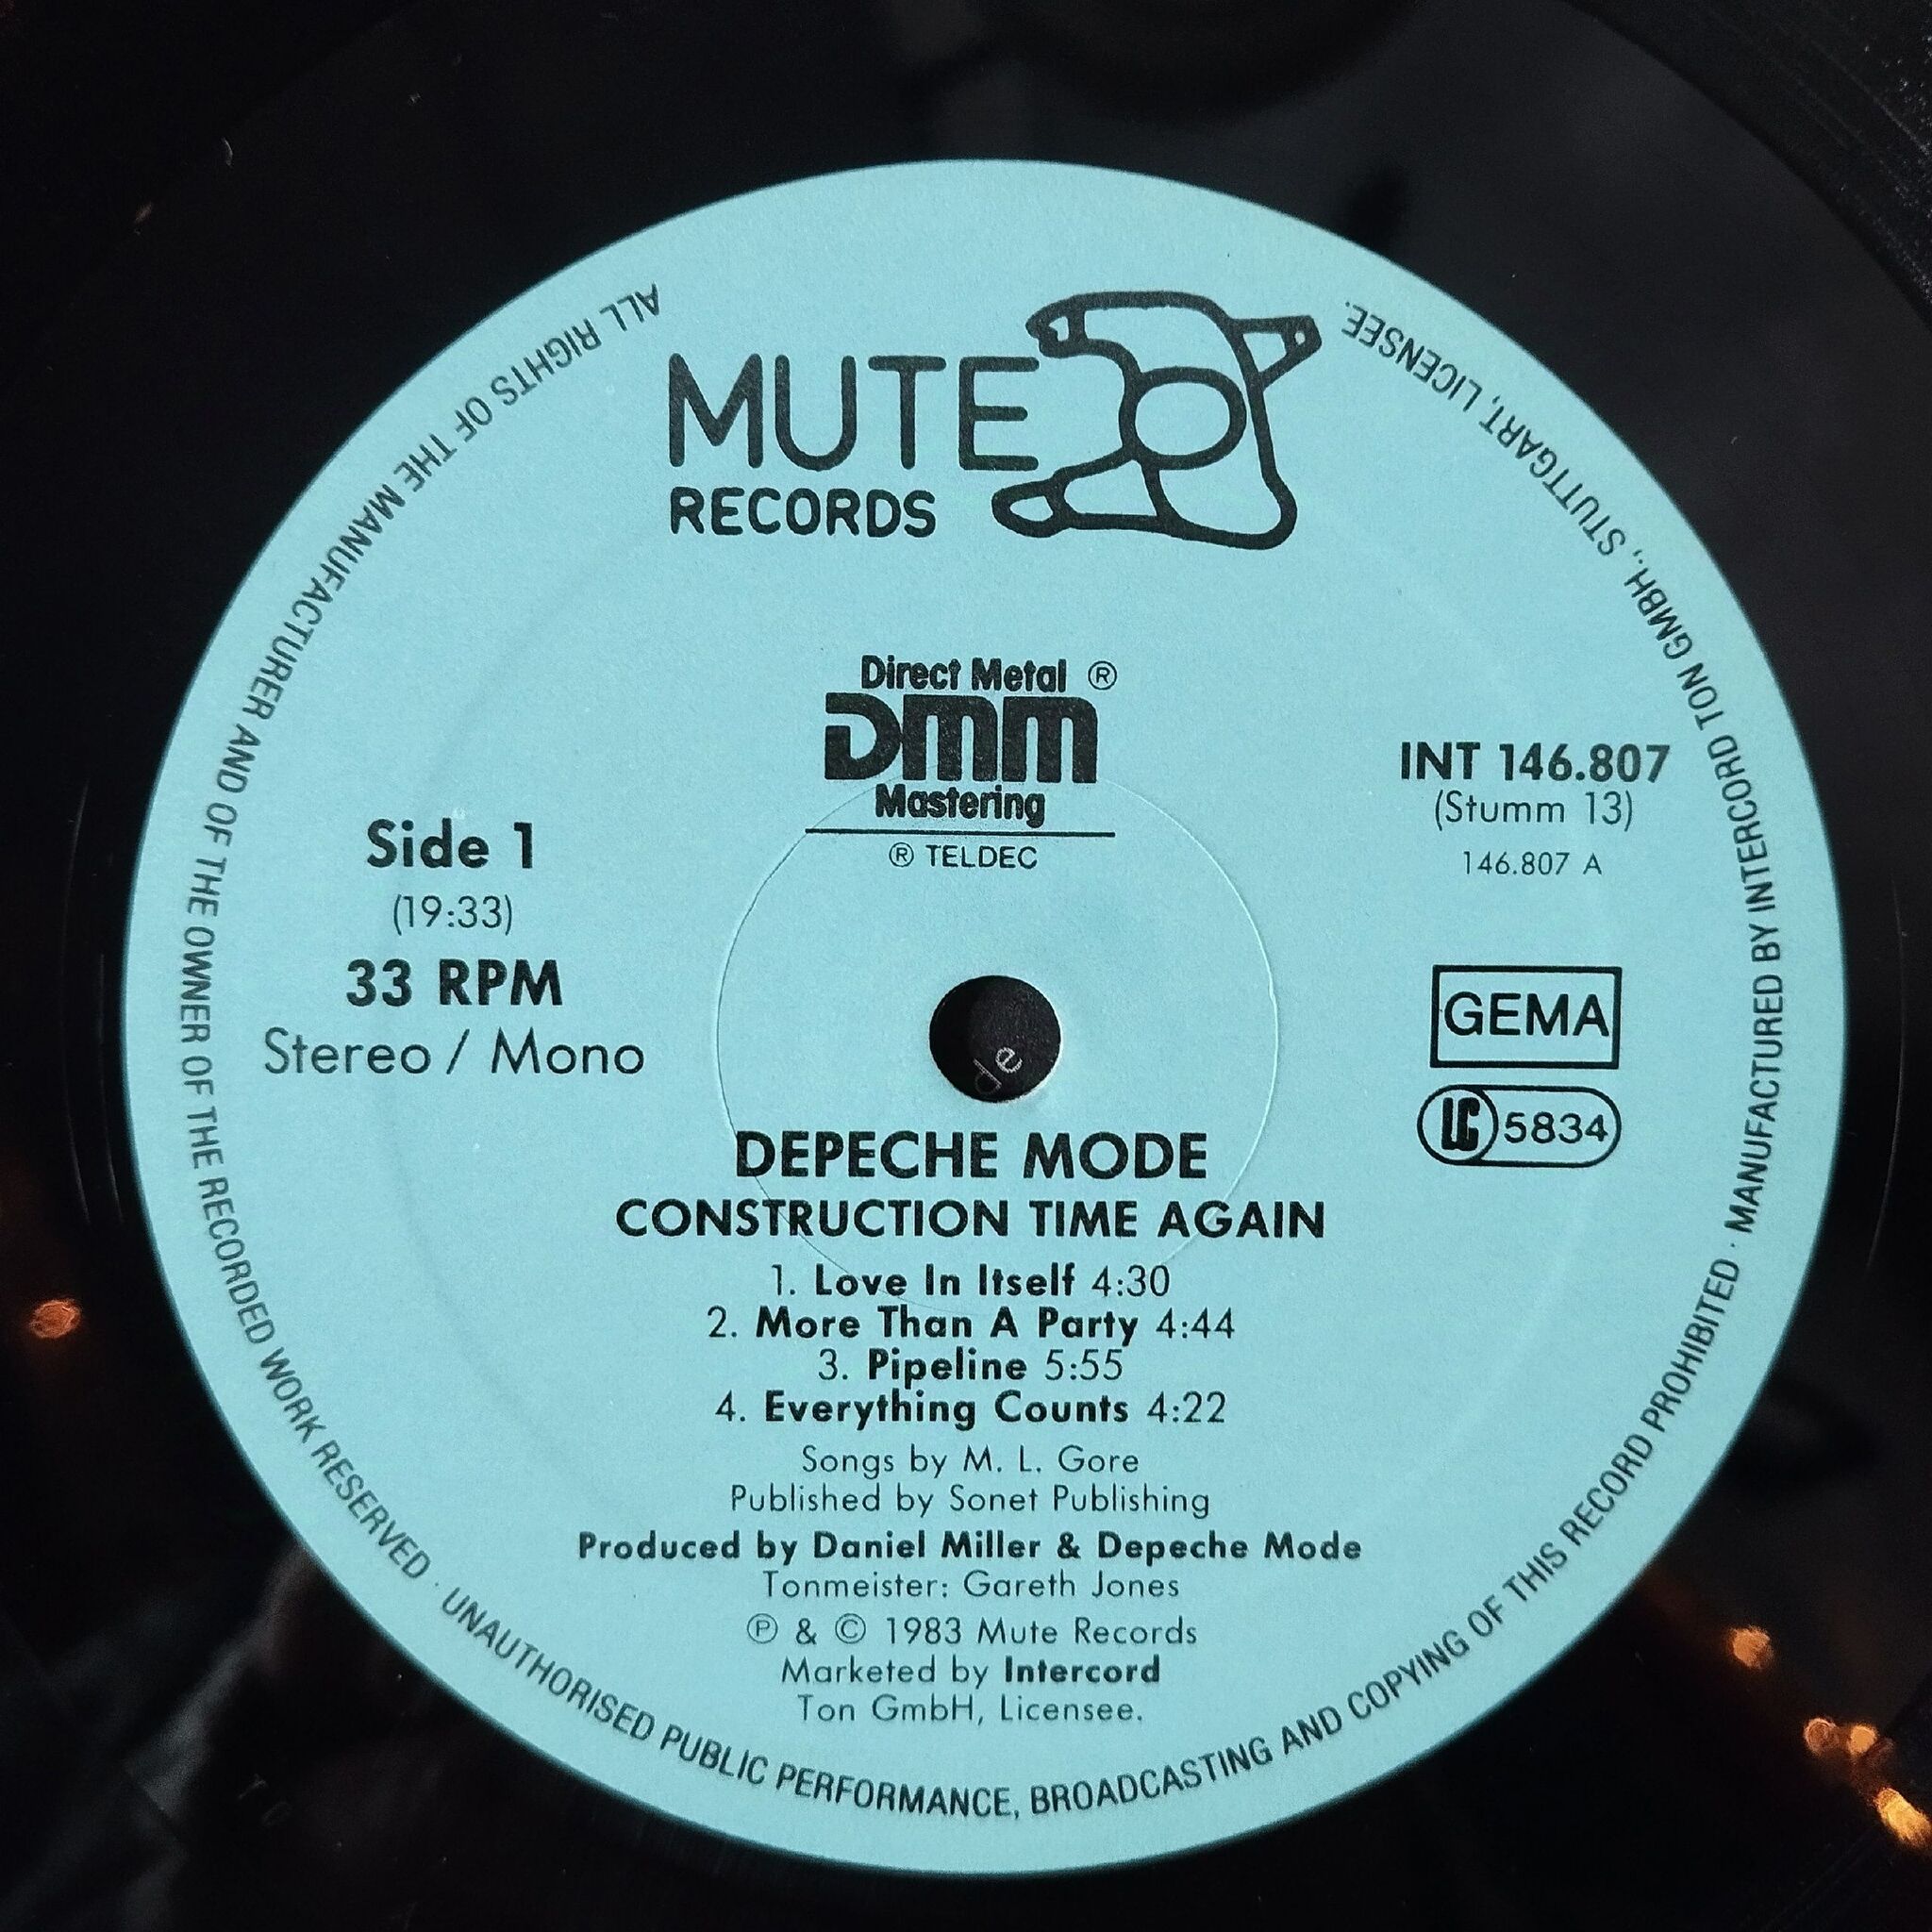 MUTE
RECORDS
Direct Metal ®
DMM
Mastering
® TELDEC
Side 1
(19:33)
33 RPM
Stereo / Mono
INT 146.807
(Stumm 13)
146.807 A
GEMA
LC 5834
de
DEPECHE MODE
CONSTRUCTION TIME AGAIN
1. Love In Itself 4:30
2. More Than A Party 4:44
3. Pipeline 5:55
4. Everything Counts 4:22
Songs by M. L. Gore
Published by Sonet Publishing
Produced by Daniel Miller & Depeche Mode
Tonmeister: Gareth Jones
℗ & © 1983 Mute Records
Marketed by Intercord
Ton GmbH, Licensee.
ALL RIGHTS OF THE MANUFACTURER AND OF THE OWNER OF THE RECORDED WORK RESERVED · UNAUTHORISED PUBLIC PERFORMANCE, BROADCASTING AND COPYING OF THIS RECORD PROHIBITED · MANUFACTURED BY INTERCORD TON GMBH., STUTTGART, LICENSEE.